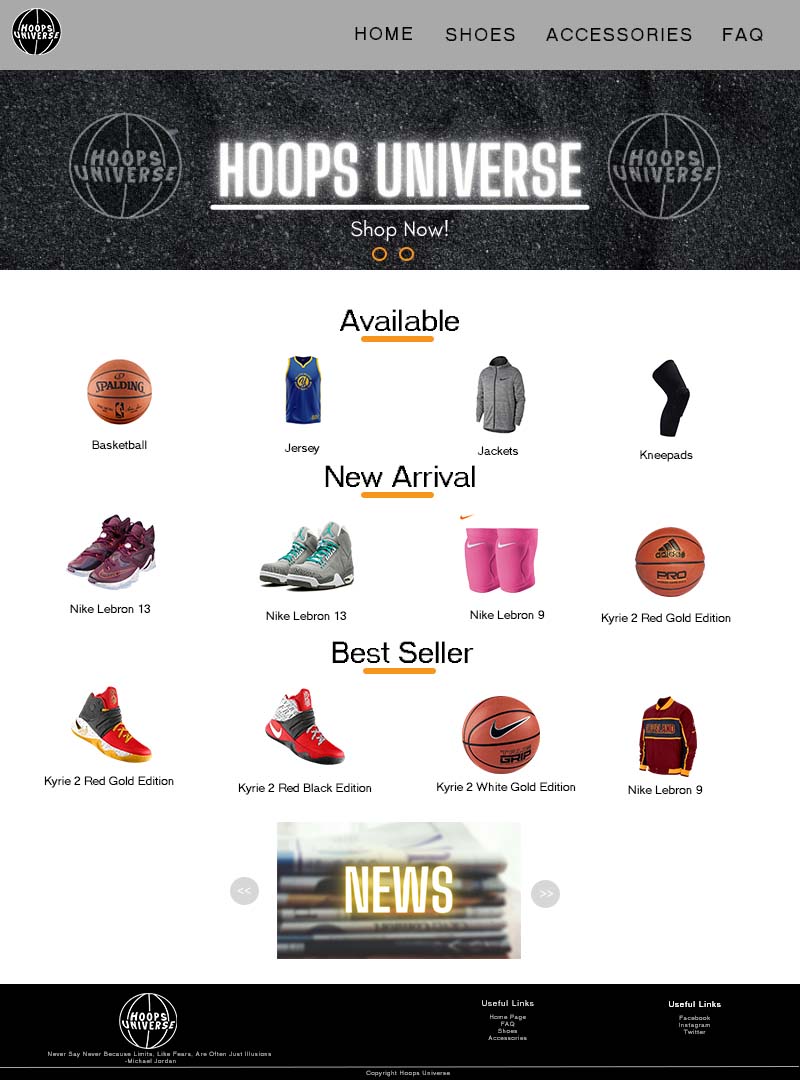 HOOPS
UNIVERSE
HOME SHOES ACCESSORIES FAQ
HOOPS
UNIVERSE
HOOPS UNIVERSE
HOOPS
UNIVERSE
Shop Now!
Available
SPALDING
Basketball
Jersey
Jackets
Kneepads
New Arrival
adidas
PRO
Nike Lebron 13
Nike Lebron 13
Nike Lebron 9
Kyrie 2 Red Gold Edition
Best Seller
GRIP
Kyrie 2 Red Gold Edition
Kyrie 2 Red Black Edition
Kyrie 2 White Gold Edition
Nike Lebron 9
<< NEWS >>
HOOPS
UNIVERSE
Never Say Never Because Limits, Like Fears, Are Often Just Illusions
-Michael Jordan
Useful Links
Home Page
FAQ
Shoes
Accessories
Useful Links
Facebook
Instagram
Twitter
Copyright Hoops Universe